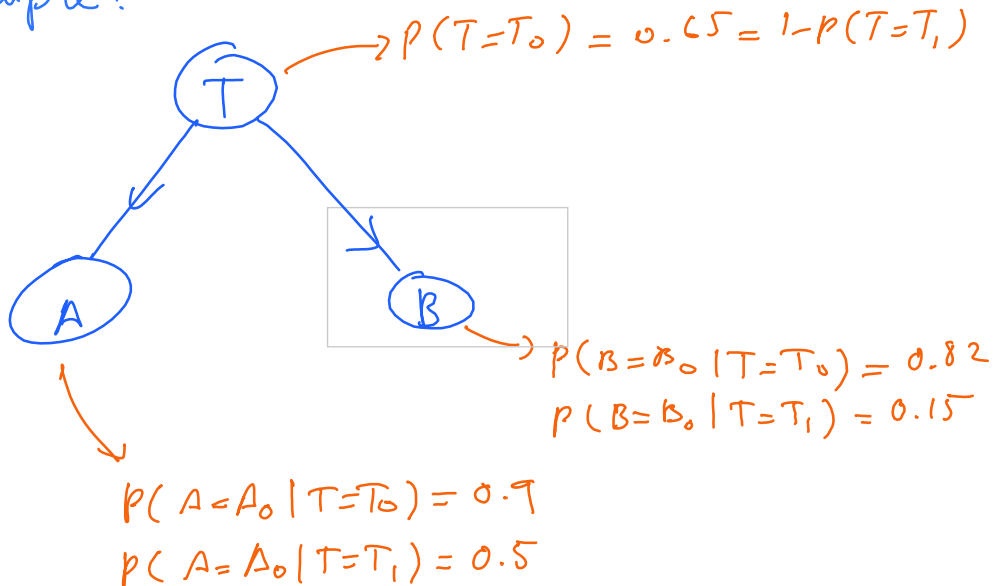 P(T=T₀) = 0.65 = 1-P(T=T₁)
T
A
B
P(B=B₀|T=T₀) = 0.82
P(B=B₀|T=T₁) = 0.15
P(A=A₀|T=T₀) = 0.9
P(A=A₀|T=T₁) = 0.5